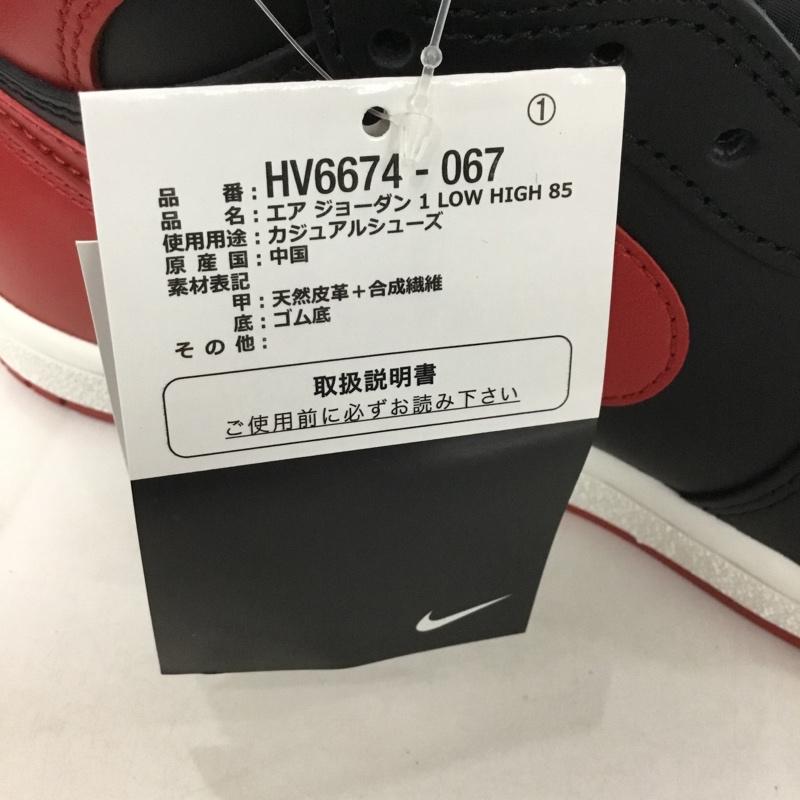 ①
品番：HV6674 - 067
品名：エア ジョーダン 1 LOW HIGH 85
使用用途：カジュアルシューズ
原産国：中国
素材表記
甲：天然皮革＋合成繊維
底：ゴム底
その他：
取扱説明書
ご使用前に必ずお読み下さい